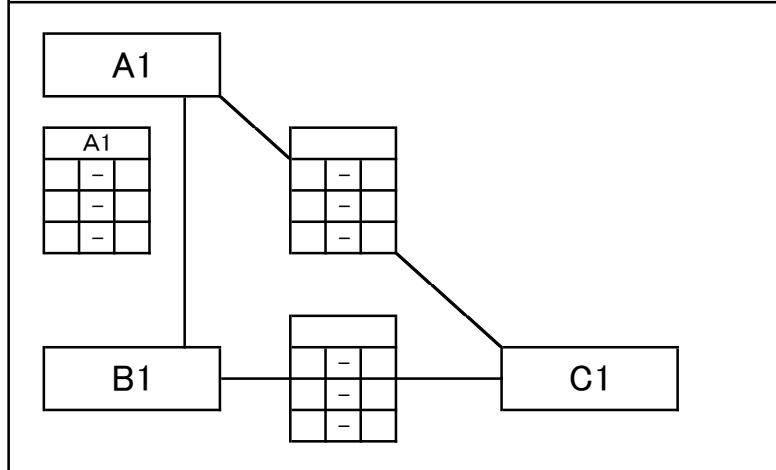 A1
A1
–
–
–
–
–
–
B1
–
–
–
C1